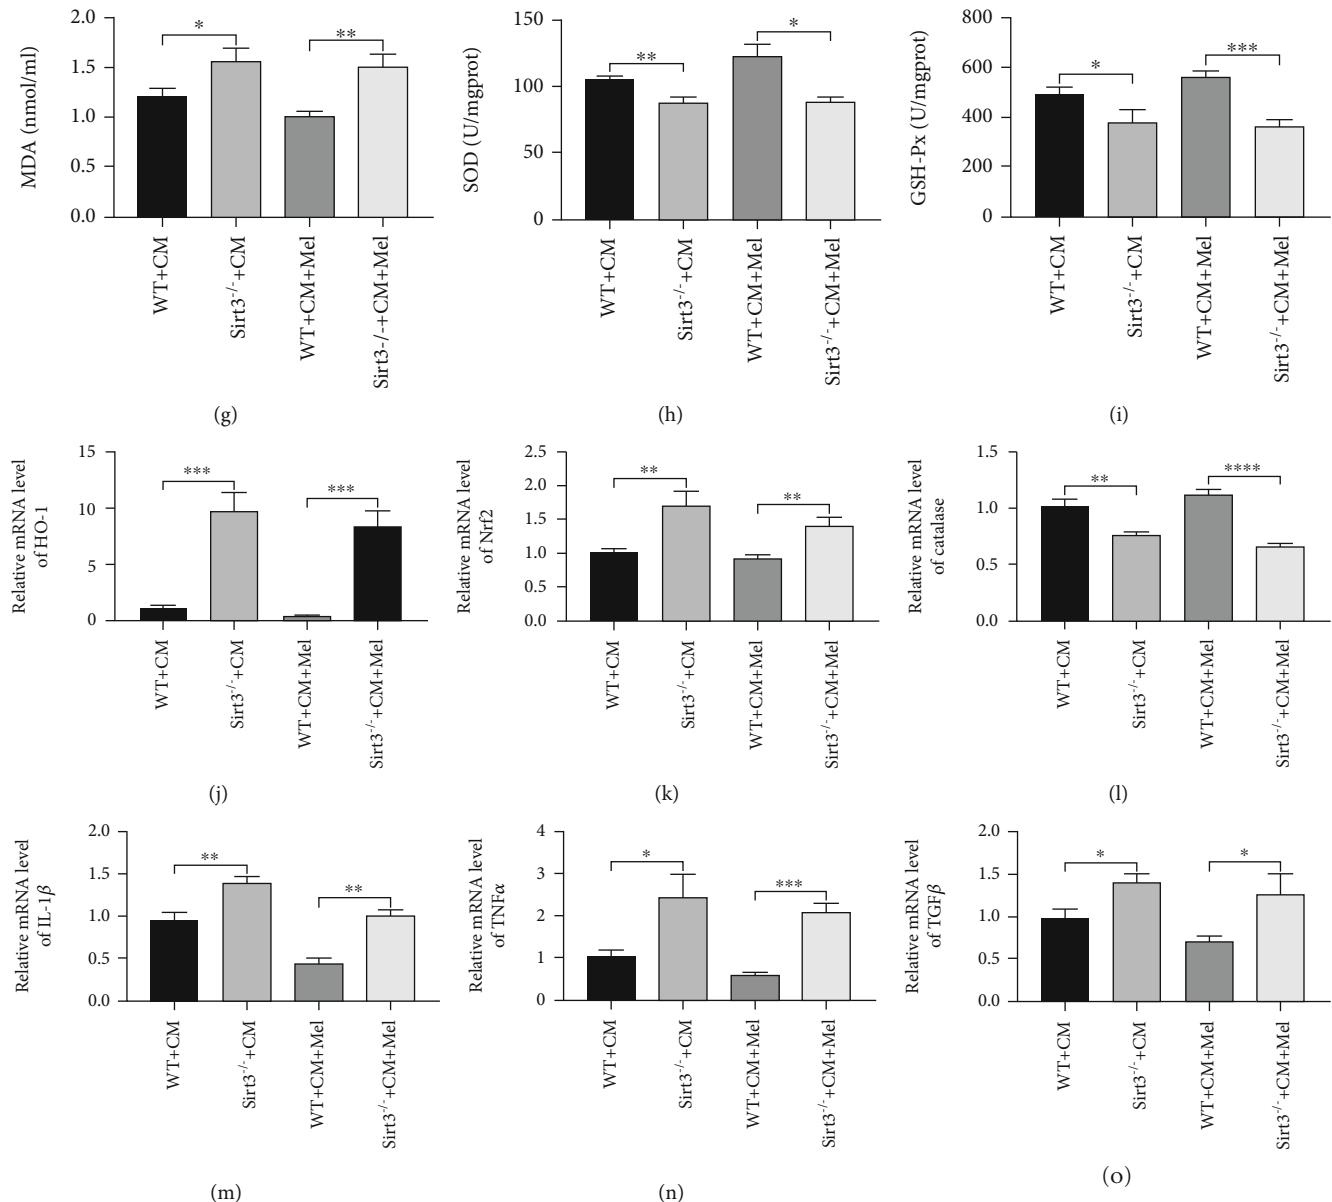 MDA (nmol/ml)
2.0
1.5
1.0
0.5
0.0
*
**
WT+CM
Sirt3-/-+CM
WT+CM+Mel
Sirt3-/-+CM+Mel
(g)
SOD (U/mgprot)
150
100
50
0
**
*
WT+CM
Sirt3-/-+CM
WT+CM+Mel
Sirt3-/-+CM+Mel
(h)
GSH-Px (U/mgprot)
800
600
400
200
0
*
***
WT+CM
Sirt3-/-+CM
WT+CM+Mel
Sirt3-/-+CM+Mel
(i)
Relative mRNA level
of HO-1
15
10
5
0
***
***
WT+CM
Sirt3-/-+CM
WT+CM+Mel
Sirt3-/-+CM+Mel
(j)
Relative mRNA level
of Nrf2
2.5
2.0
1.5
1.0
0.5
0.0
**
**
WT+CM
Sirt3-/-+CM
WT+CM+Mel
Sirt3-/-+CM+Mel
(k)
Relative mRNA level
of catalase
1.5
1.0
0.5
0.0
**
****
WT+CM
Sirt3-/-+CM
WT+CM+Mel
Sirt3-/-+CM+Mel
(l)
Relative mRNA level
of IL-1β
2.0
1.5
1.0
0.5
0.0
**
**
WT+CM
Sirt3-/-+CM
WT+CM+Mel
Sirt3-/-+CM+Mel
(m)
Relative mRNA level
of TNFα
4
3
2
1
0
*
***
WT+CM
Sirt3-/-+CM
WT+CM+Mel
Sirt3-/-+CM+Mel
(n)
Relative mRNA level
of TGFβ
2.0
1.5
1.0
0.5
0.0
*
*
WT+CM
Sirt3-/-+CM
WT+CM+Mel
Sirt3-/-+CM+Mel
(o)